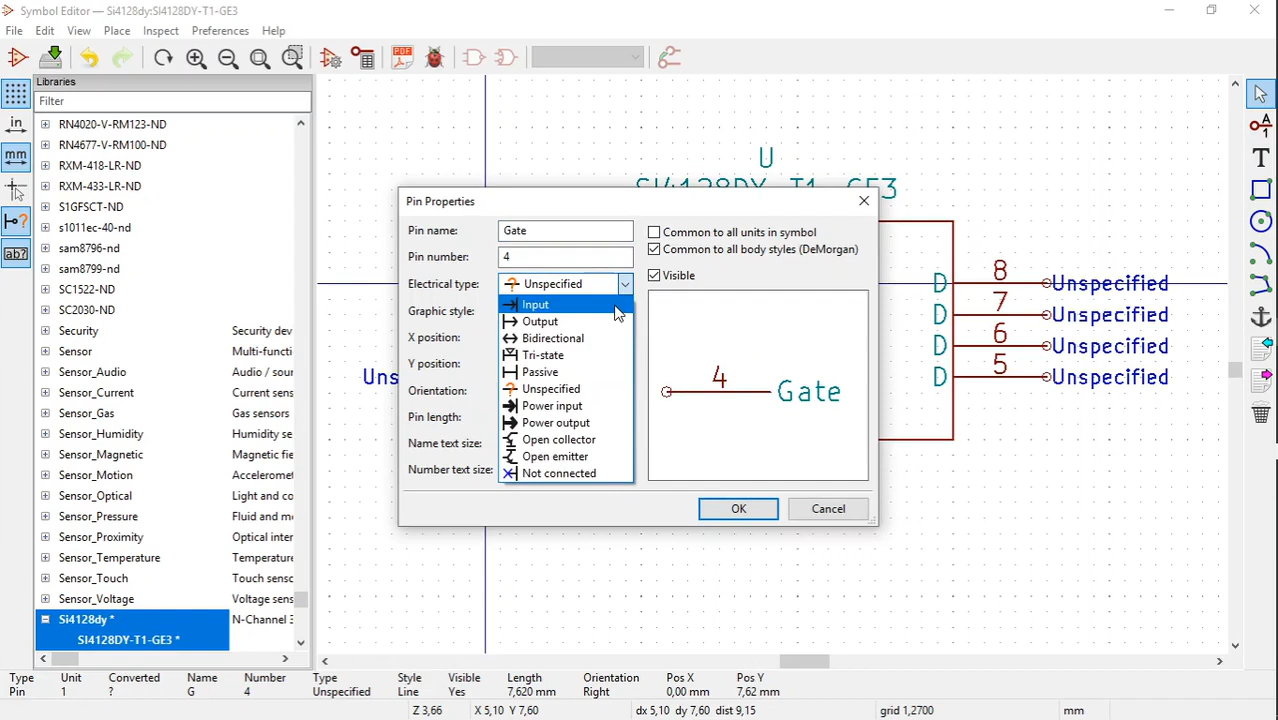 Symbol Editor — Si4128dy:SI4128DY-T1-GE3
File Edit View Place Inspect Preferences Help
PDF
Libraries
Filter
in
mm
ab?
A
T
RN4020-V-RM123-ND
RN4677-V-RM100-ND
RXM-418-LR-ND
RXM-433-LR-ND
S1GFSCT-ND
s1011ec-40-nd
sam8796-nd
sam8799-nd
SC1522-ND
SC2030-ND
Security Security
Sensor Multi-functi
Sensor_Audio Audio / sour
Sensor_Current Current sens
Sensor_Gas Gas sensors
Sensor_Humidity Humidity sen
Sensor_Magnetic Magnetic fie
Sensor_Motion Acceleromet
Sensor_Optical Light and co
Sensor_Pressure Fluid and m
Sensor_Proximity Optical inter
Sensor_Temperature Temperature
Sensor_Touch Touch senso
Sensor_Voltage Voltage sens
Si4128dy * N-Channel 3
SI4128DY-T1-GE3 *
U
SI4128DY-T1-GE3
D 8 Unspecified
D 7 Unspecified
D 6 Unspecified
D 5 Unspecified
Uns
Pin Properties
Pin name: Gate
Pin number: 4
Electrical type: Unspecified
Graphic style:
X position:
Y position:
Orientation:
Pin length:
Name text size:
Number text size:
Input
Output
Bidirectional
Tri-state
Passive
Unspecified
Power input
Power output
Open collector
Open emitter
Not connected
Common to all units in symbol
Common to all body styles (DeMorgan)
Visible
4 Gate
OK Cancel
Type Unit Converted Name Number Type Style Visible Length Orientation Pos X Pos Y
Pin 1 ? G 4 Unspecified Line Yes 7,620 mm Right 0,00 mm 7,62 mm
Z 3,66 X 5,10 Y 7,60 dx 5,10 dy 7,60 dist 9,15 grid 1,2700 mm